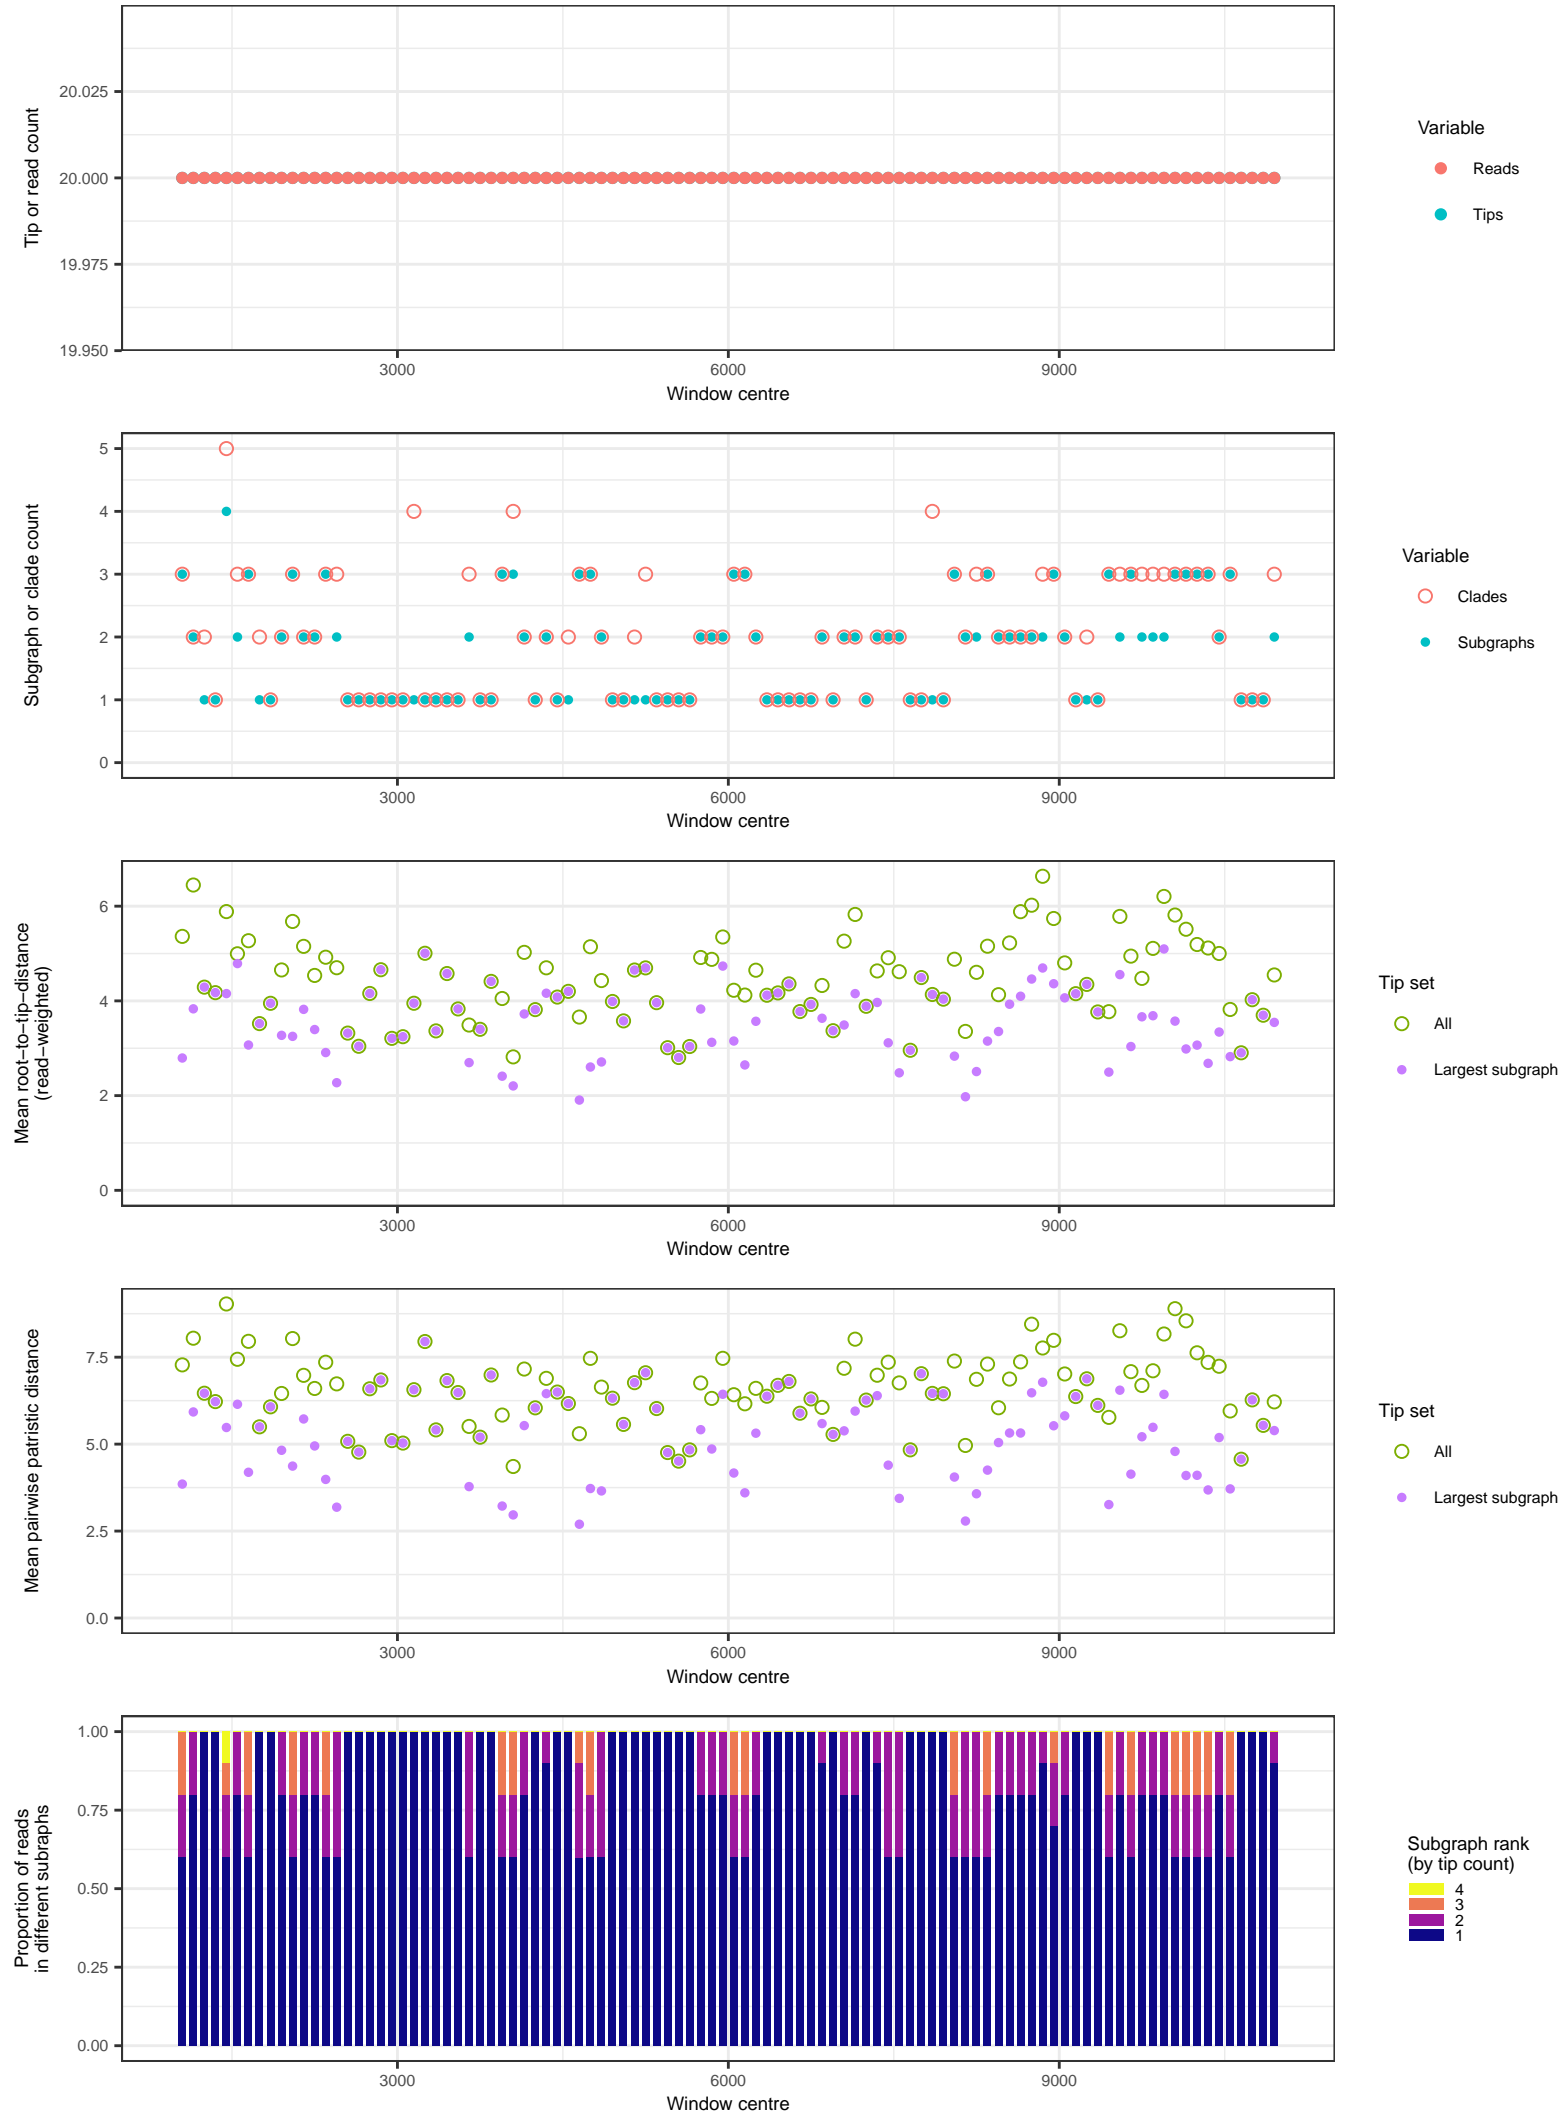 Tip or read count
20.025
20.000
19.975
19.950
3000 6000 9000
Window centre
Variable
Reads
Tips
Subgraph or clade count
5
4
3
2
1
0
3000 6000 9000
Window centre
Variable
Clades
Subgraphs
Mean root−to−tip−distance
(read−weighted)
6
4
2
0
3000 6000 9000
Window centre
Tip set
All
Largest subgraph
Mean pairwise patristic distance
7.5
5.0
2.5
0.0
3000 6000 9000
Window centre
Tip set
All
Largest subgraph
Proportion of reads
in different subraphs
1.00
0.75
0.50
0.25
0.00
3000 6000 9000
Window centre
Subgraph rank
(by tip count)
4
3
2
1